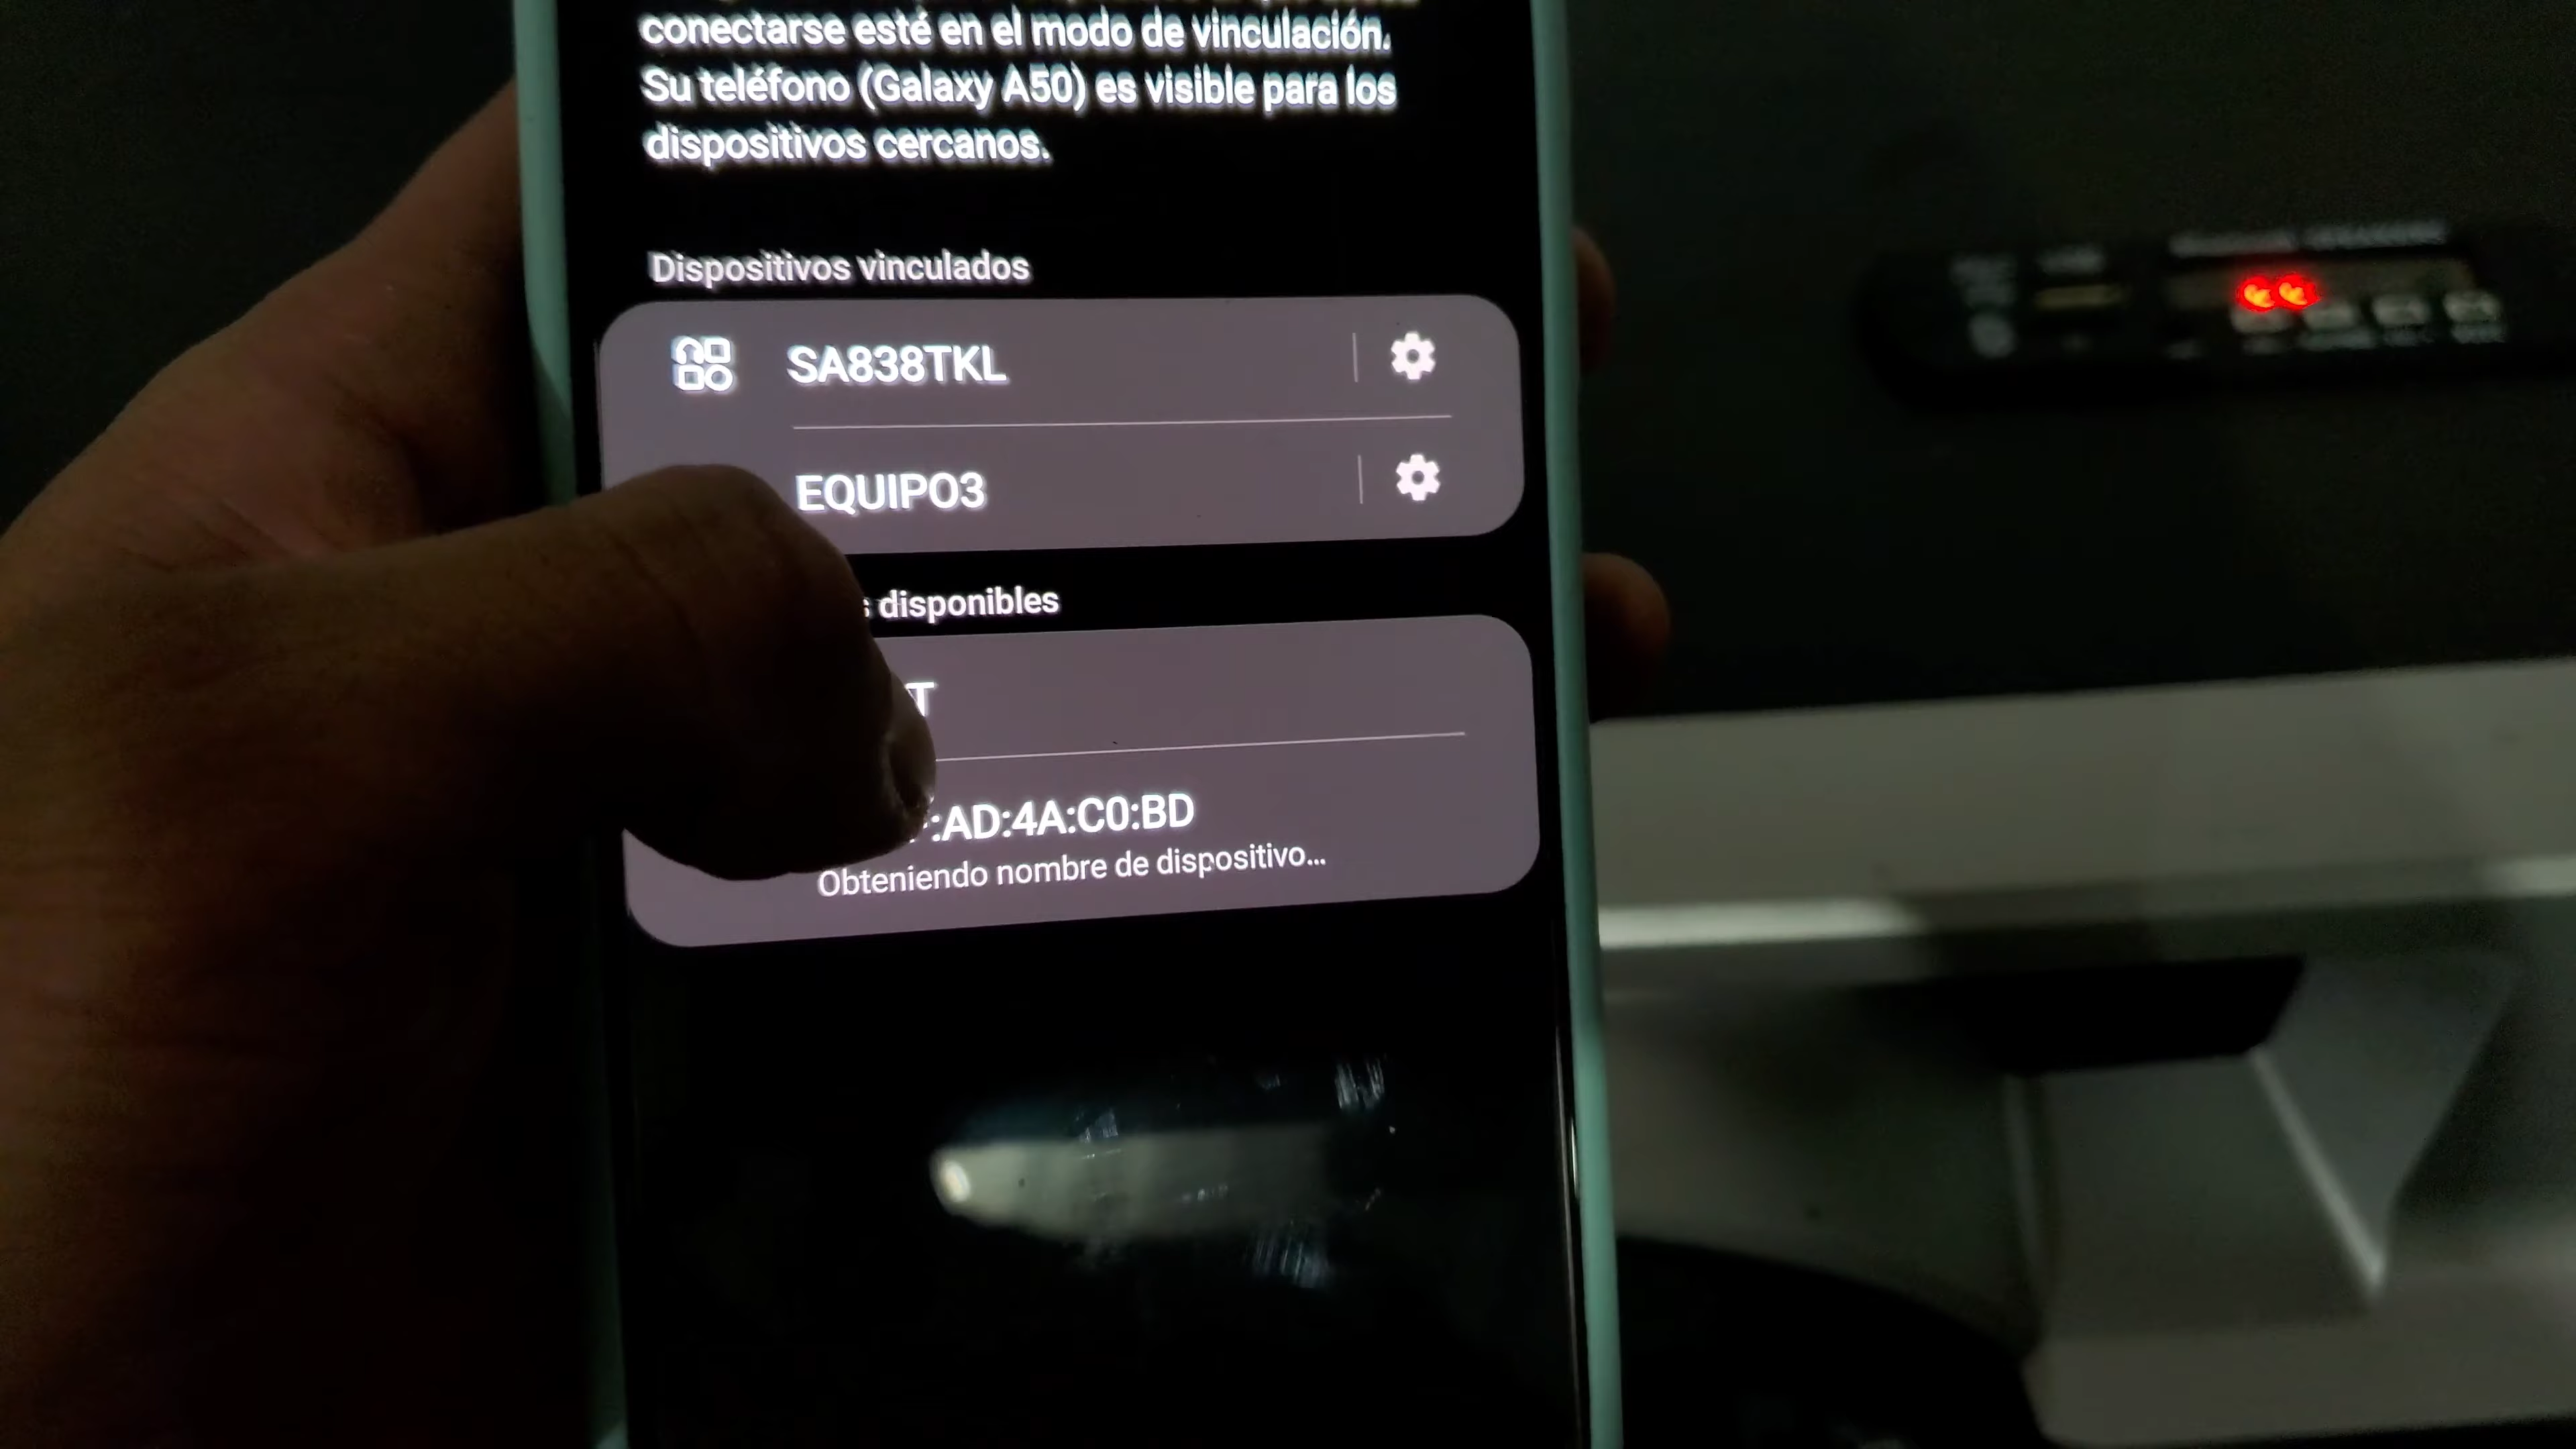 conectarse esté en el modo de vinculación.
Su teléfono (Galaxy A50) es visible para los
dispositivos cercanos.
Dispositivos vinculados
SA838TKL
EQUIPO3
disponibles
:AD:4A:C0:BD
Obteniendo nombre de dispositivo...